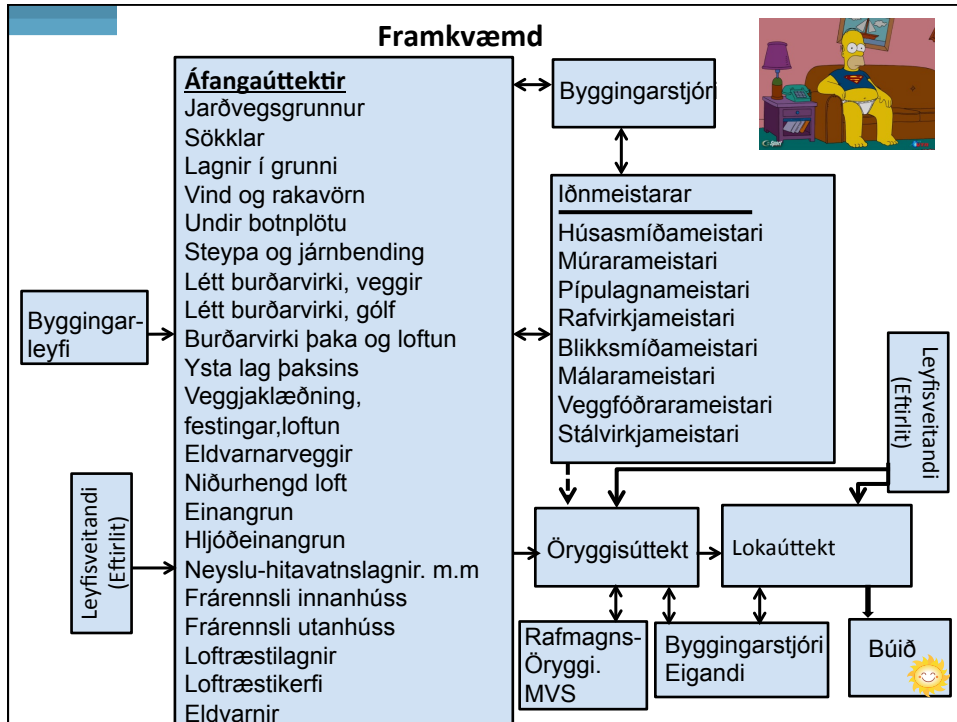 Framkvæmd
Áfangaúttektir
Jarðvegsgrunnur
Sökklar
Lagnir í grunni
Vind og rakavörn
Undir botnplötu
Steypa og járnbending
Létt burðarvirki, veggir
Létt burðarvirki, gólf
Burðarvirki þaka og loftun
Ysta lag þaksins
Veggjaklæðning,
festingar,loftun
Eldvarnarveggir
Niðurhengd loft
Einangrun
Hljóðeinangrun
Neyslu-hitavatnslagnir. m.m
Frárennsli innanhúss
Frárennsli utanhúss
Loftræstilagnir
Loftræstikerfi
Eldvarnir
Byggingar-
leyfi
Leyfisveitandi
(Eftirlit)
Byggingarstjóri
Iðnmeistarar
Húsasmíðameistari
Múrarameistari
Pípulagnameistari
Rafvirkjameistari
Blikksmíðameistari
Málarameistari
Veggfóðrarameistari
Stálvirkjameistari
Leyfisveitandi
(Eftirlit)
Öryggisúttekt
Lokaúttekt
Rafmagns-
Öryggi.
MVS
Byggingarstjóri
Eigandi
Búið